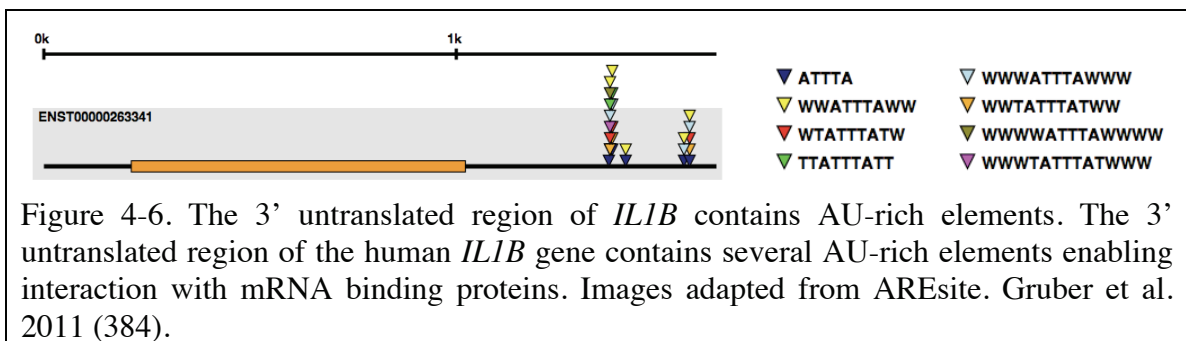 0k 1k
ENST00000263341
ATTTA WWWATTTAWWW
WWATTTAWW WWTATTTATWW
WTATTTATW WWWWATTTAWWWW
TTATTTATT WWWTATTTATWWW
Figure 4-6. The 3’ untranslated region of IL1B contains AU-rich elements. The 3’
untranslated region of the human IL1B gene contains several AU-rich elements enabling
interaction with mRNA binding proteins. Images adapted from AREsite. Gruber et al.
2011 (384).